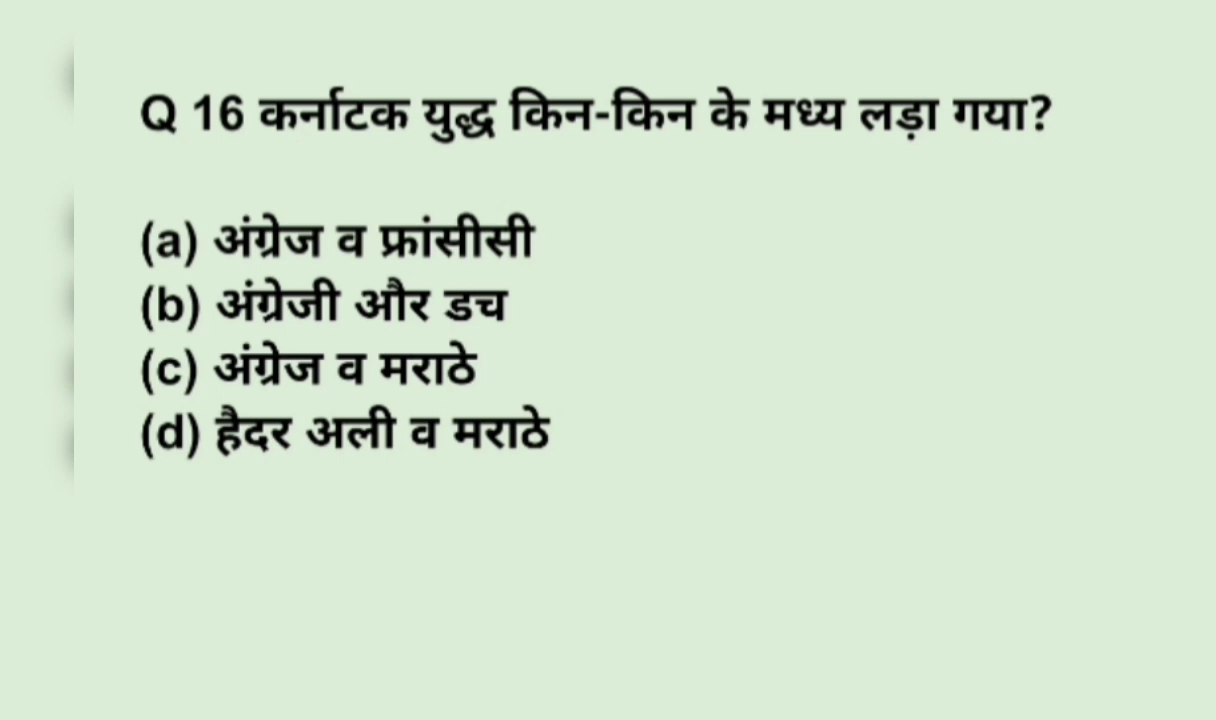 Q 16 कर्नाटक युद्ध किन-किन के मध्य लड़ा गया?
(a) अंग्रेज व फ्रांसीसी
(b) अंग्रेजी और डच
(c) अंग्रेज व मराठे
(d) हैदर अली व मराठे